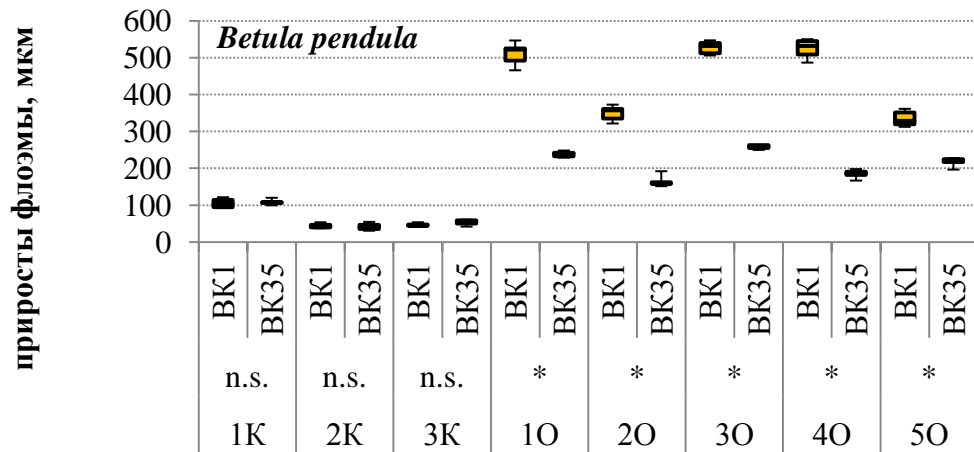 приросты флоэмы, мкм
Betula pendula
600
500
400
300
200
100
0
ВК1 ВК35 ВК1 ВК35 ВК1 ВК35 ВК1 ВК35 ВК1 ВК35 ВК1 ВК35 ВК1 ВК35 ВК1 ВК35
n.s. n.s. n.s. * * * * *
1К 2К 3К 1О 2О 3О 4О 5О